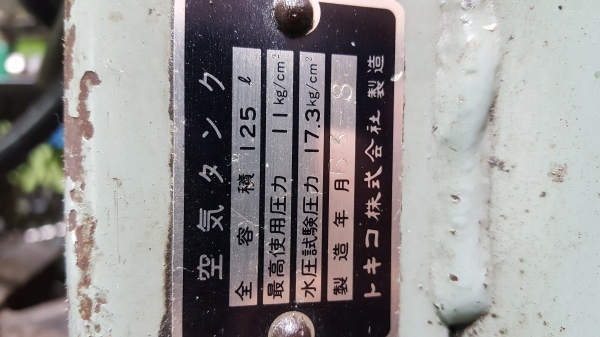 空気タンク
全容積 125 ℓ
最高使用圧力 11 kg/cm²
水圧試験圧力 17.3 kg/cm²
製造年月
トキコ株式会社 製造